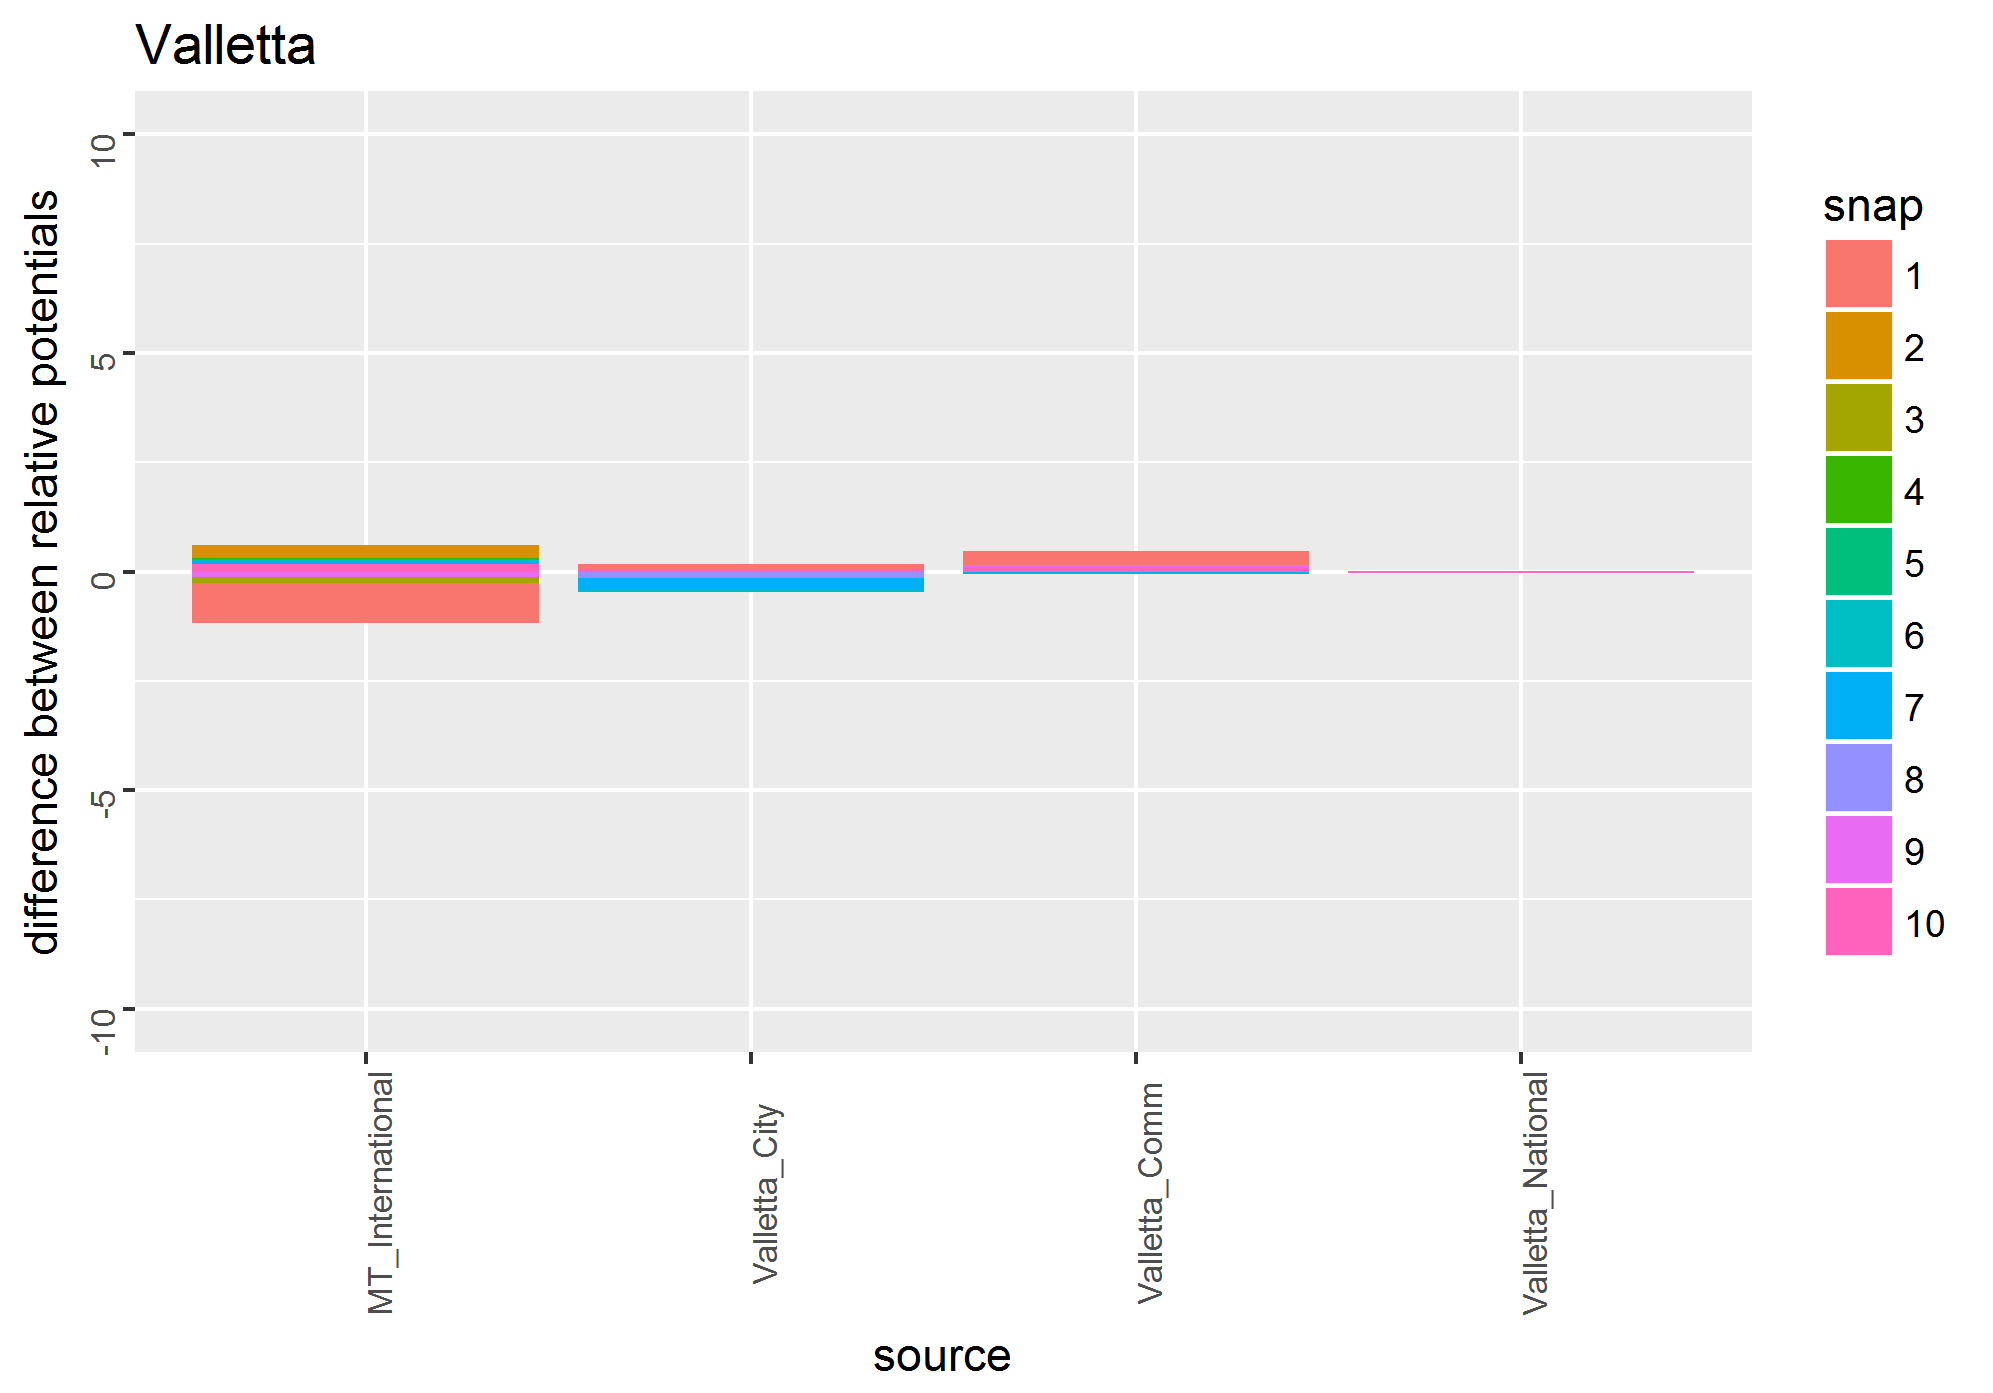 Valletta
difference between relative potentials
10
5
0
-5
-10
MT_International
Valletta_City
Valletta_Comm
Valletta_National
source
snap
1
2
3
4
5
6
7
8
9
10